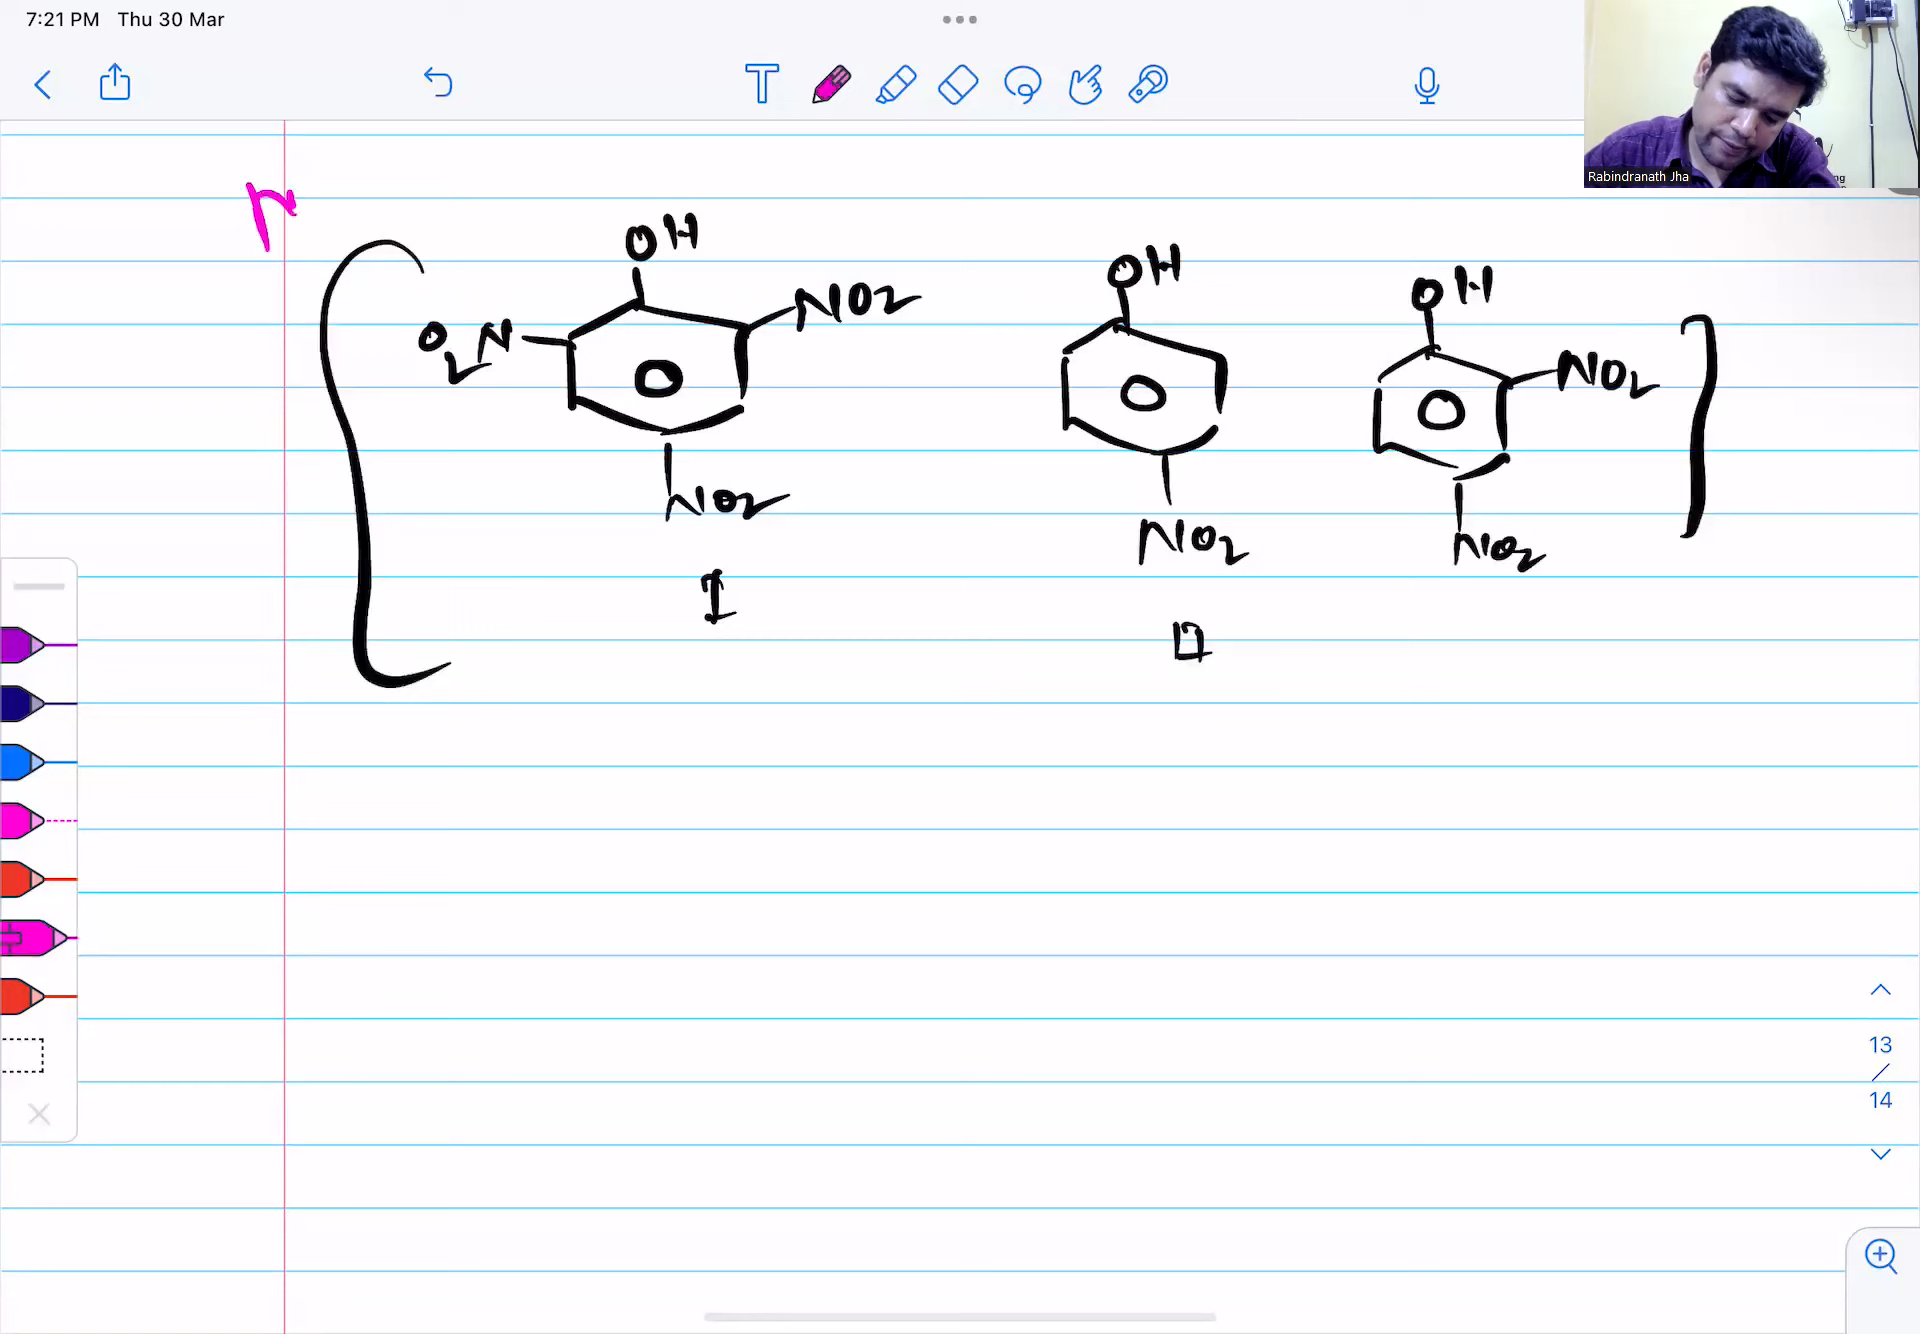 7:21 PM Thu 30 Mar
Rabindranath Jha
OH
O2N
NO2
NO2
I
OH
NO2
II
OH
NO2
NO2
13
/
14